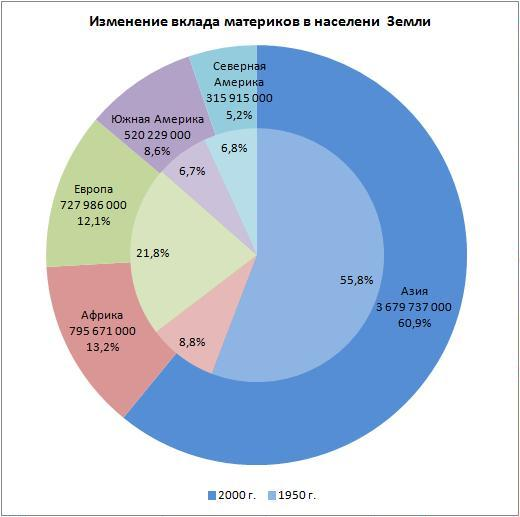 Изменение вклада материков в населени Земли
Северная
Америка
315 915 000
5,2%
Южная Америка
520 229 000
8,6%
6,8%
6,7%
Европа
727 986 000
12,1%
21,8%
55,8%
Азия
3 679 737 000
60,9%
Африка
795 671 000
13,2%
8,8%
2000 г.
1950 г.